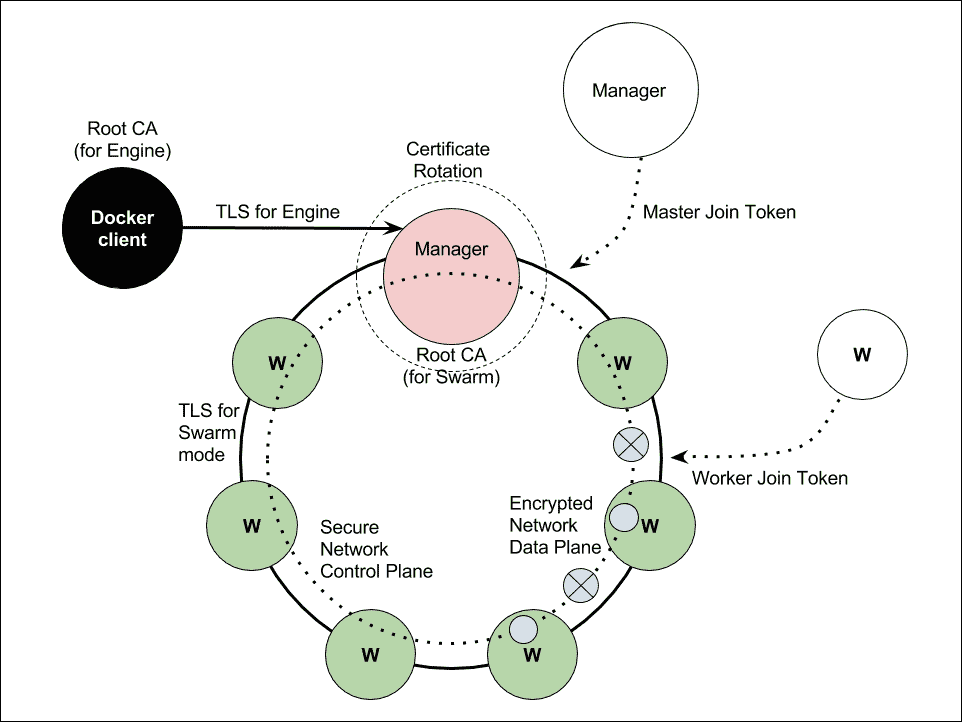 Manager
Root CA
(for Engine)
Certificate
Rotation
Docker
client
TLS for Engine
Master Join Token
Manager
Root CA
(for Swarm)
W
W
W
TLS for
Swarm
mode
Worker Join Token
Encrypted
Network
Data Plane
Secure
Network
Control Plane
W
W
W
W